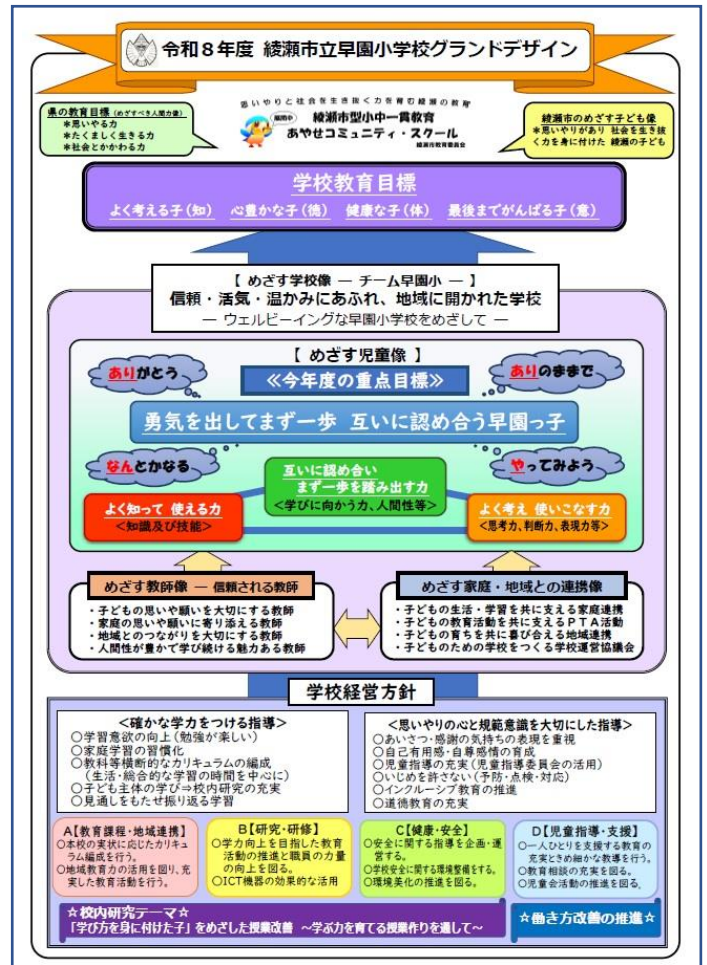 令和８年度 綾瀬市立早園小学校グランドデザイン
県の教育目標（めざすべき人間力像）
＊思いやる力
＊たくましく生きる力
＊社会とかかわる力
思いやりと社会を生き抜く力を育む綾瀬の教育
展開中
綾瀬市型小中一貫教育
あやせコミュニティ・スクール
綾瀬市教育委員会
綾瀬市のめざす子ども像
＊思いやりがあり 社会を生き抜
く力を身に付けた 綾瀬の子ども
学校教育目標
よく考える子（知） 心豊かな子（徳） 健康な子（体） 最後までがんばる子（意）
【 めざす学校像 ― チーム早園小 ― 】
信頼・活気・温かみにあふれ、地域に開かれた学校
― ウェルビーイングな早園小学校をめざして ―
【 めざす児童像 】
ありがとう
≪今年度の重点目標≫
ありのままで
勇気を出してまず一歩 互いに認め合う早園っ子
なんとかなる
互いに認め合い
まず一歩を踏み出す力
＜学びに向かう力、人間性等＞
やってみよう
よく知って 使える力
＜知識及び技能＞
よく考え 使いこなす力
＜思考力、判断力、表現力等＞
めざす教師像 ― 信頼される教師
・子どもの思いや願いを大切にする教師
・家庭の思いや願いに寄り添える教師
・地域とのつながりを大切にする教師
・人間性が豊かで学び続ける魅力ある教師
めざす家庭・地域との連携像
・子どもの生活・学習を共に支える家庭連携
・子どもの教育活動を共に支えるＰＴＡ活動
・子どもの育ちを共に喜び合える地域連携
・子どものための学校をつくる学校運営協議会
学校経営方針
＜確かな学力をつける指導＞
○学習意欲の向上（勉強が楽しい）
○家庭学習の習慣化
○教科等横断的なカリキュラムの編成
（生活・総合的な学習の時間を中心に）
○子ども主体の学び⇒校内研究の充実
○見通しをもたせ振り返る学習
＜思いやりの心と規範意識を大切にした指導＞
○あいさつ・感謝の気持ちの表現を重視
○自己有用感・自尊感情の育成
○児童指導の充実（児童指導委員会の活用）
○いじめを許さない（予防・点検・対応）
○インクルーシブ教育の推進
○道徳教育の充実
A【教育課程・地域連携】
○本校の実状に応じたカリキュ
ラム編成を行う。
○地域教育力の活用を図り、充
実した教育活動を行う。
B【研究・研修】
○学力向上を目指した教育
活動の推進と職員の力量
の向上を図る。
○ICT機器の効果的な活用
C【健康・安全】
○安全に関する指導を企画・運
営する。
○学校安全に関する環境整備をする。
○環境美化の推進を図る。
D【児童指導・支援】
○一人ひとりを支援する教育の
充実ときめ細かな教導を行う。
○教育相談の充実を図る。
○児童会活動の推進を図る。
☆校内研究テーマ☆
「学び方を身に付けた子」をめざした授業改善 ～学ぶ力を育てる授業作りを通して～
☆働き方改善の推進☆